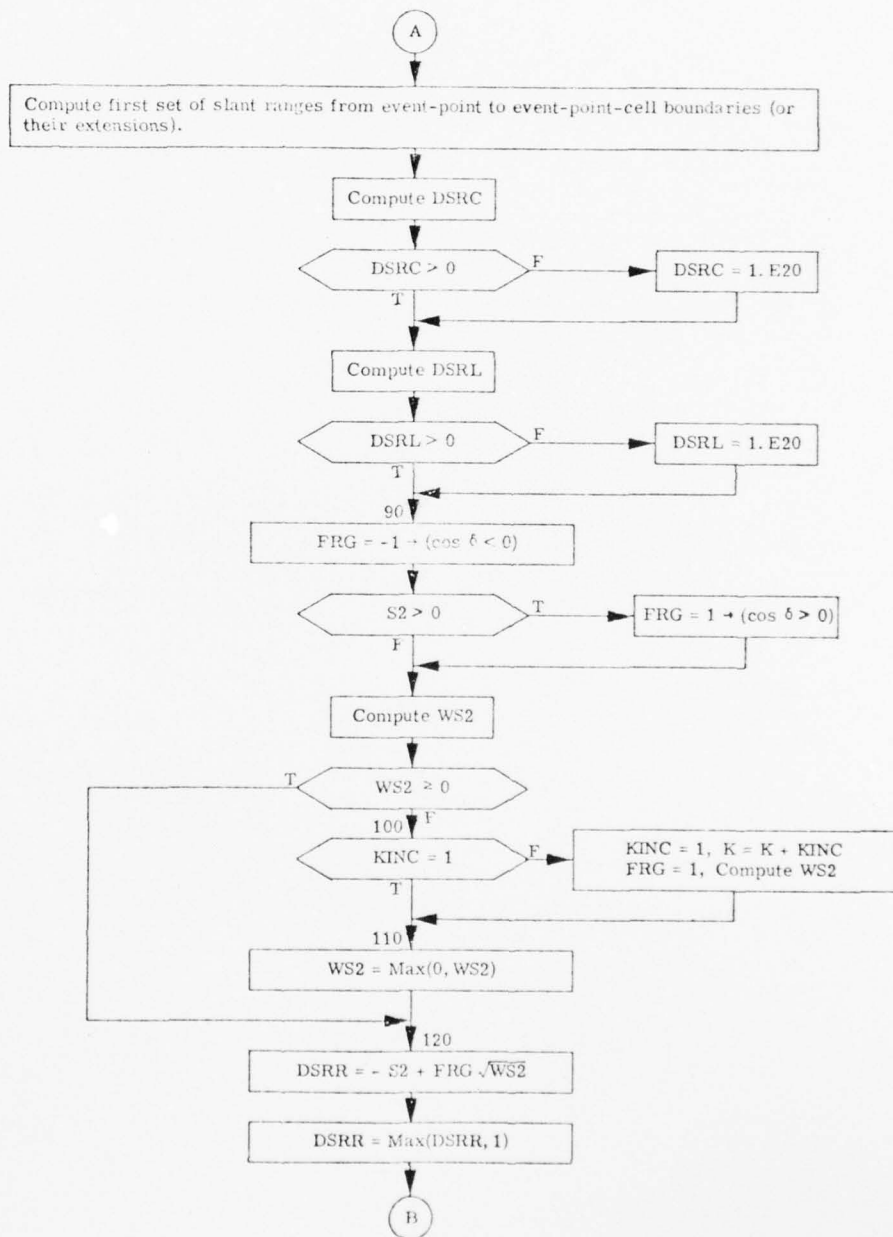 A
Compute first set of slant ranges from event-point to event-point-cell boundaries (or
their extensions).
Compute DSRC
DSRC > 0
F
DSRC = 1. E20
T
Compute DSRL
DSRL > 0
F
DSRL = 1. E20
T
90
FRG = -1 → (cos δ < 0)
S2 > 0
T
FRG = 1 → (cos δ > 0)
F
Compute WS2
T
WS2 ≥ 0
F
100
KINC = 1
F
KINC = 1, K = K + KINC
FRG = 1, Compute WS2
T
110
WS2 = Max(0, WS2)
120
DSRR = - S2 + FRG √WS2
DSRR = Max(DSRR, 1)
B